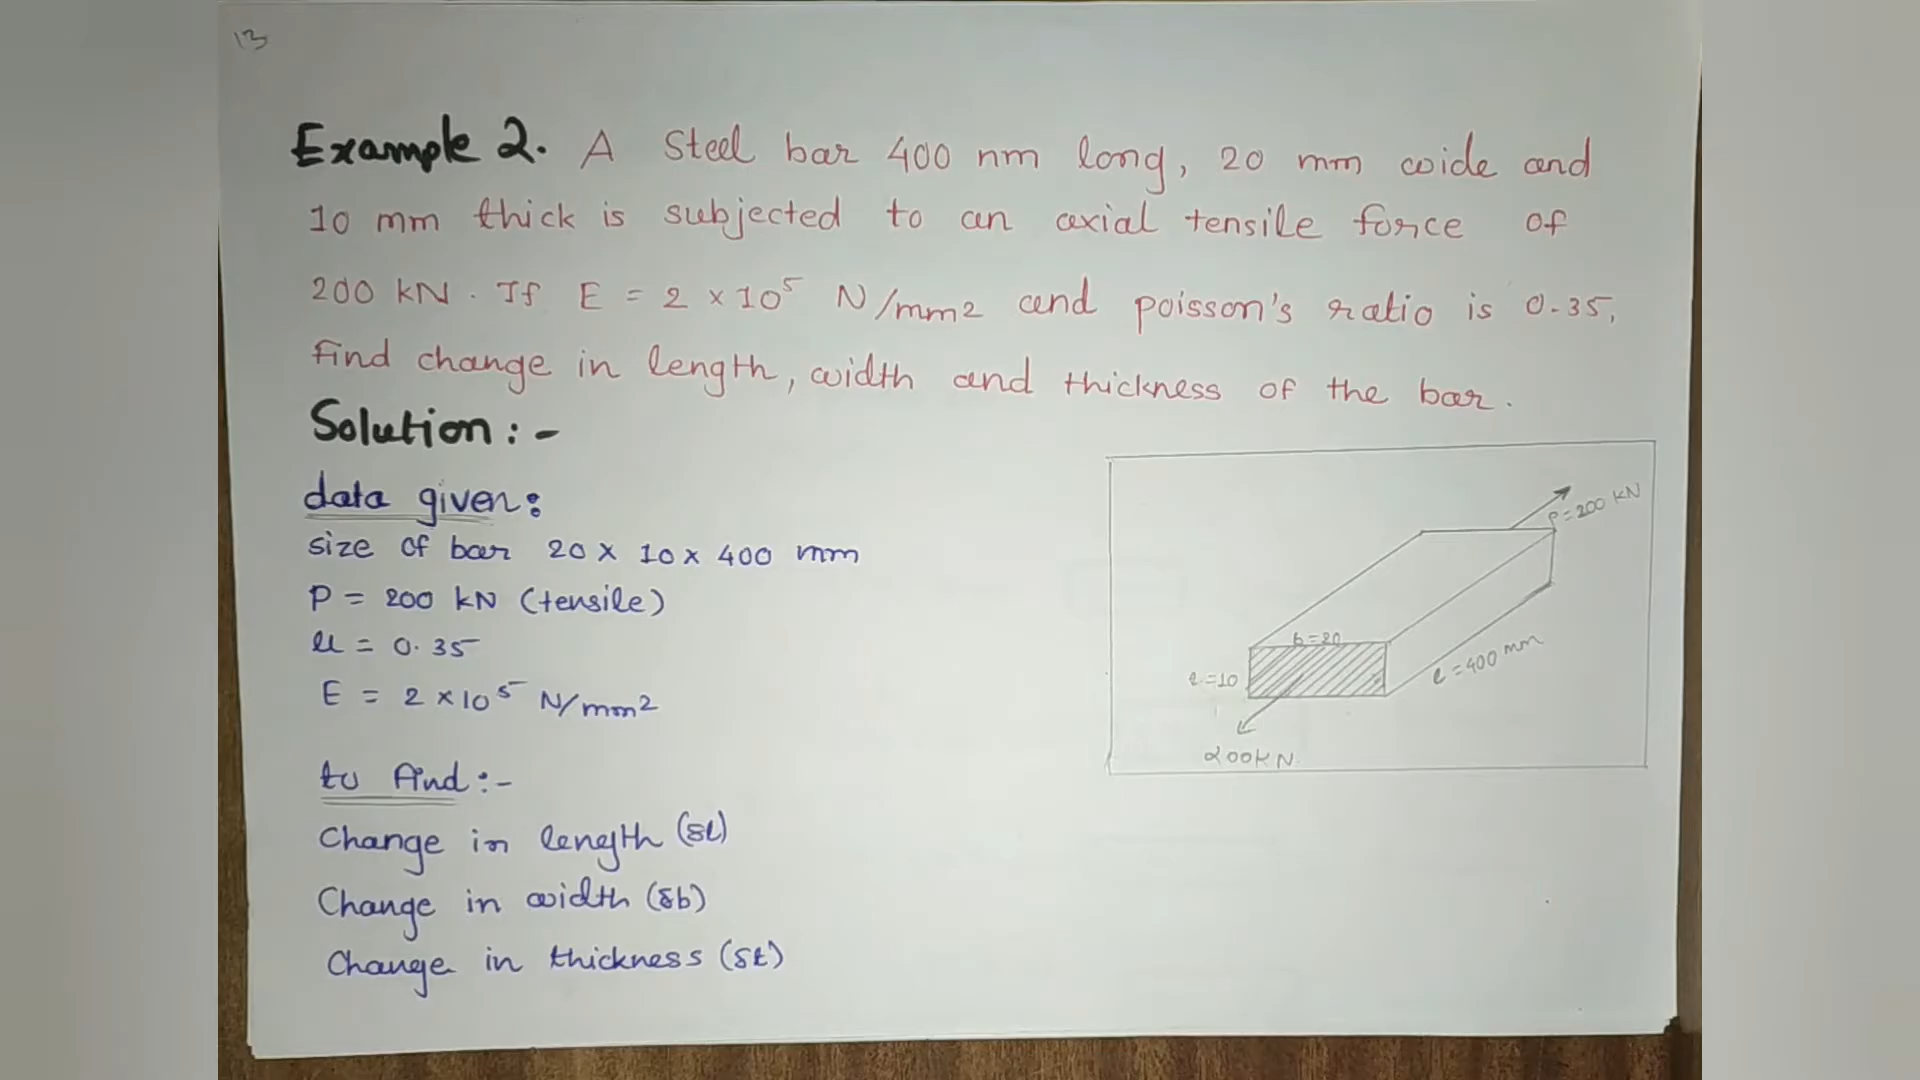 13
Example 2. A Steel bar 400 mm long, 20 mm wide and
10 mm thick is subjected to an axial tensile force of
200 kN. If E = 2 × 10⁵ N/mm2 and poisson's ratio is 0.35,
find change in length, width and thickness of the bar.
Solution :-
data given:
size of bar 20 × 10 × 400 mm
P = 200 kN (tensile)
μ = 0.35
E = 2 × 10⁵ N/mm2
to find :-
Change in length (δl)
Change in width (δb)
Change in thickness (δt)
P = 200 KN
b = 20
t = 10
l = 400 mm
200KN